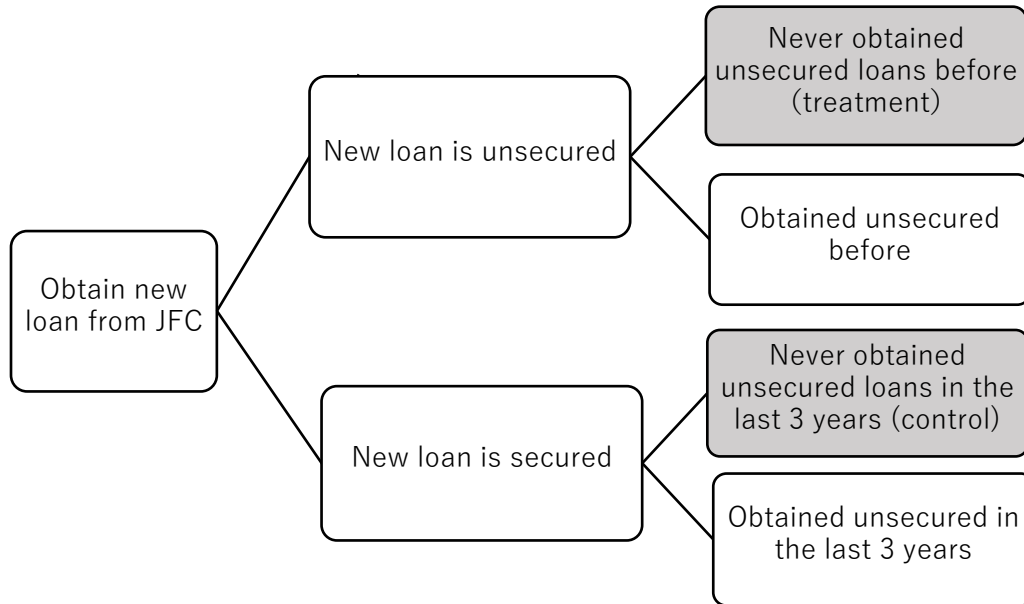 Never obtained
unsecured loans before
(treatment)
New loan is unsecured
Obtained unsecured
before
Obtain new
loan from JFC
Never obtained
unsecured loans in the
last 3 years (control)
New loan is secured
Obtained unsecured in
the last 3 years